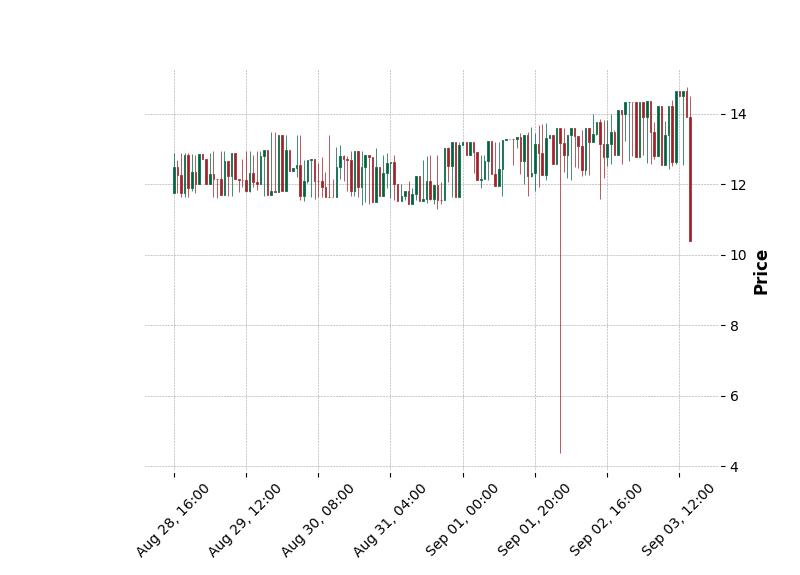 14
12
10
8
6
4
Price
Aug 28, 16:00
Aug 29, 12:00
Aug 30, 08:00
Aug 31, 04:00
Sep 01, 00:00
Sep 01, 20:00
Sep 02, 16:00
Sep 03, 12:00